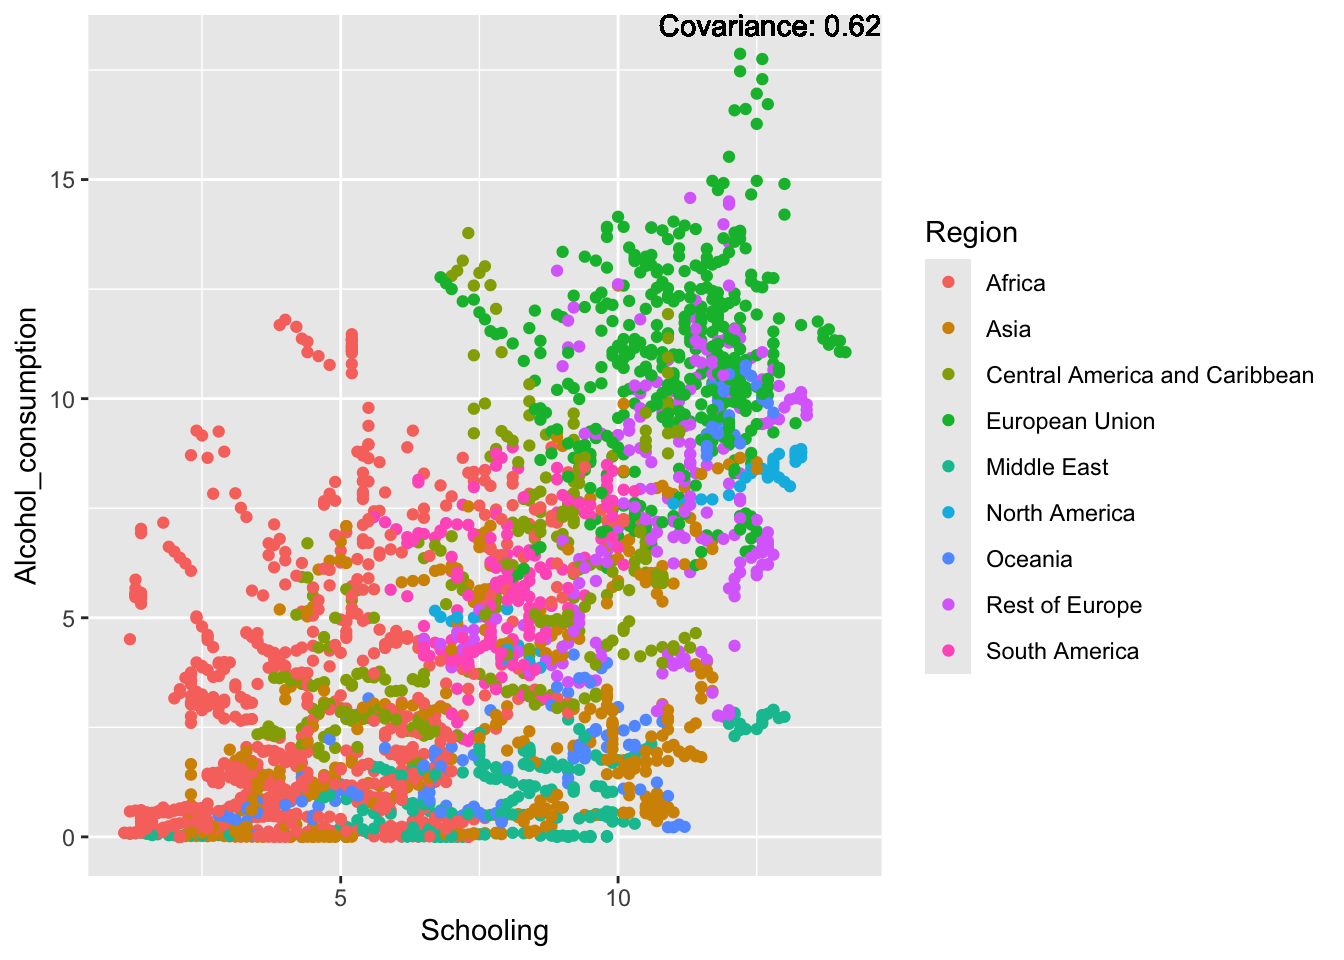 Covariance: 0.62
Alcohol_consumption
15
10
5
0
5
10
Schooling
Region
Africa
Asia
Central America and Caribbean
European Union
Middle East
North America
Oceania
Rest of Europe
South America